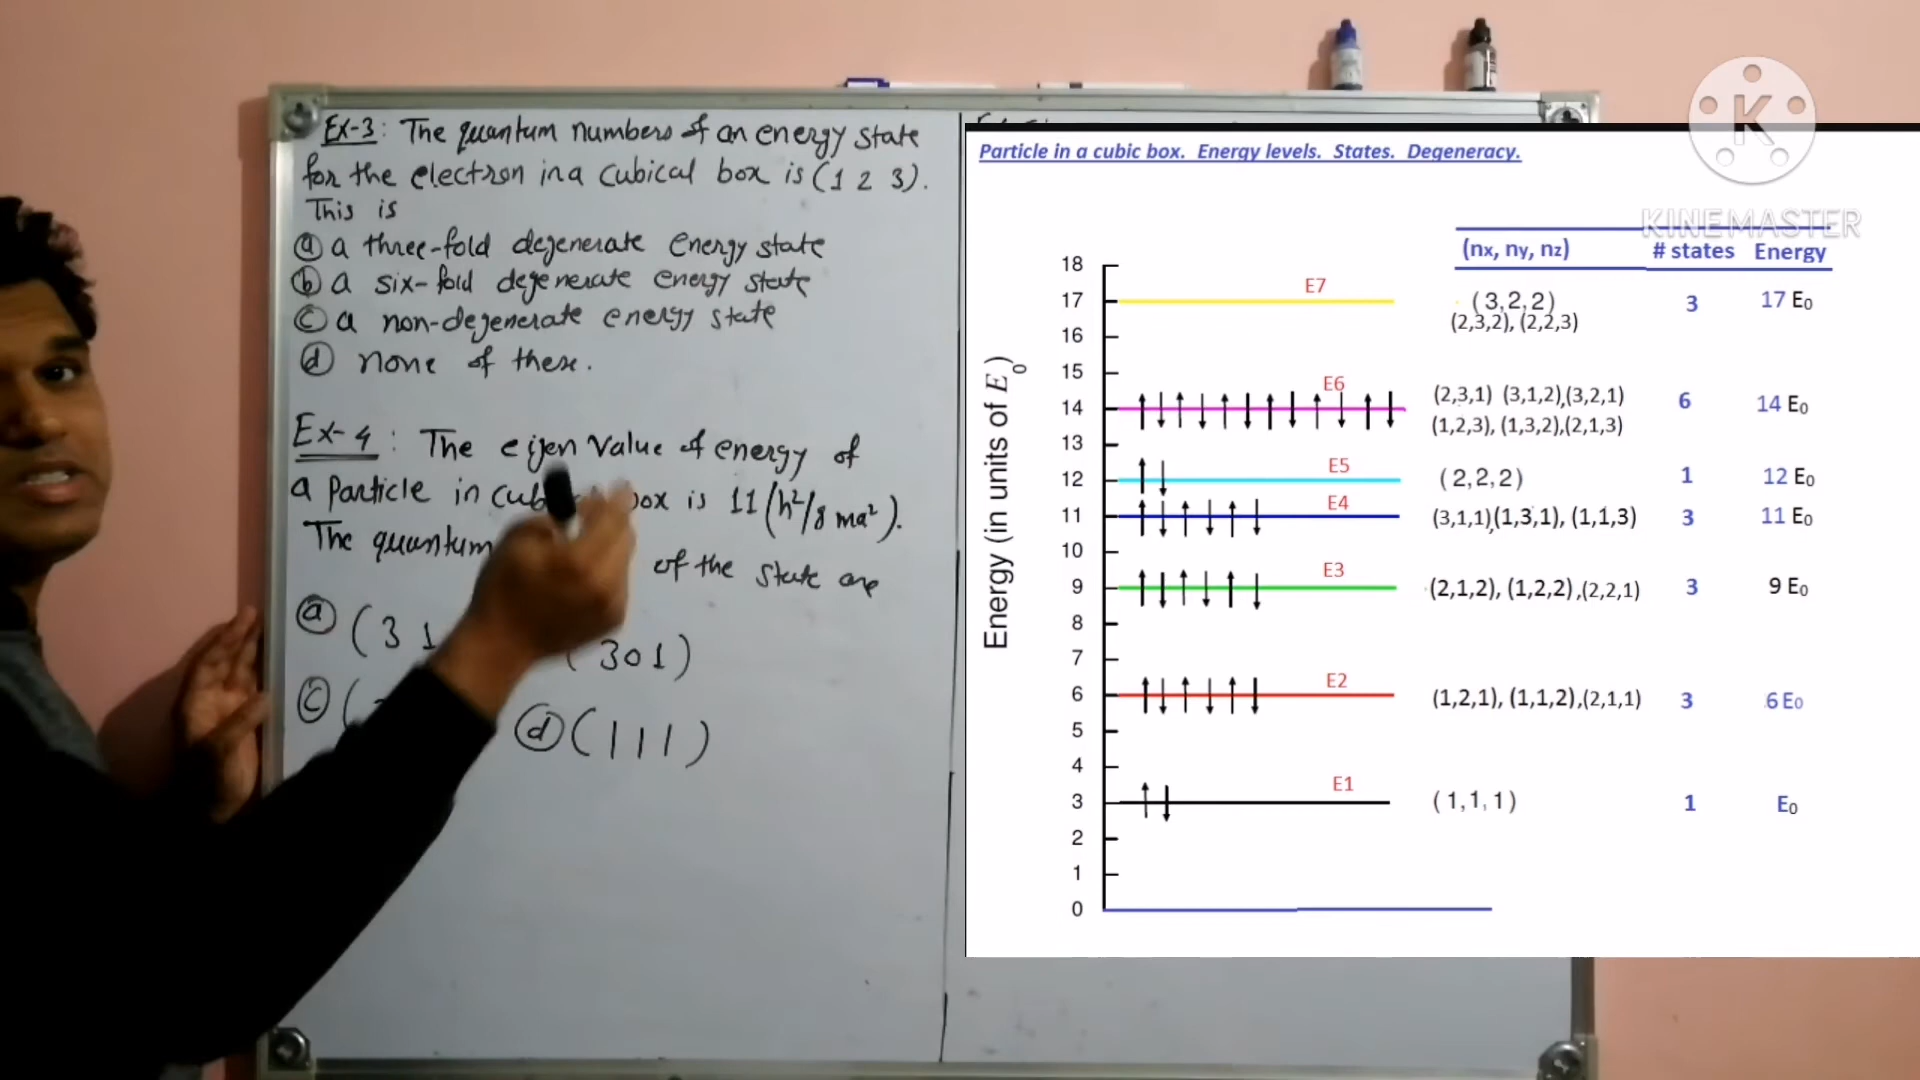 Ex-3: The quantum numbers of an energy state
for the electron in a cubical box is (1 2 3).
This is
ⓐ a three-fold degenerate energy state
ⓑ a six-fold degenerate energy state
ⓒ a non-degenerate energy state
ⓓ none of these.
Ex-4: The eigen value of energy of
a particle in box is 11(h²/8 ma²).
The quantum of the state are
ⓐ (3 1
(301)
ⓒ (
ⓓ (111)
Particle in a cubic box. Energy levels. States. Degeneracy.
K
KINEMASTER
(nx, ny, nz) # states Energy
Energy (in units of E0)
18
17 E7 (3,2,2) 3 17 E0
(2,3,2), (2,2,3)
16
15
14 E6 (2,3,1) (3,1,2),(3,2,1) 6 14 E0
(1,2,3), (1,3,2),(2,1,3)
13
12 E5 (2,2,2) 1 12 E0
11 E4 (3,1,1),(1,3,1), (1,1,3) 3 11 E0
10
9 E3 (2,1,2), (1,2,2) ,(2,2,1) 3 9 E0
8
7
6 E2 (1,2,1), (1,1,2),(2,1,1) 3 6 E0
5
4
3 E1 (1,1,1) 1 E0
2
1
0